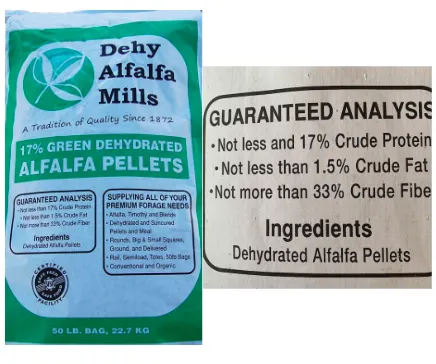 Dehy
Alfalfa
Mills
A Tradition of Quality Since 1872
17% GREEN DEHYDRATED
ALFALFA PELLETS
GUARANTEED ANALYSIS
• Not less than 17% Crude Protein
• Not less than 1.5% Crude Fat
• Not more than 33% Crude Fiber
Ingredients
Dehydrated Alfalfa Pellets
SUPPLYING ALL OF YOUR
PREMIUM FORAGE NEEDS
• Alfalfa, Timothy and Blends
• Dehydrated and Suncured
Pellets and Meal
• Rounds, Big & Small Squares,
Ground, and Delivered
• Rail, Semiload, Totes, 50lb Bags
• Conventional and Organic
CERTIFIED
SAFE FEED
SAFE FOOD
FACILITY
50 LB. BAG, 22.7 KG
GUARANTEED ANALYSIS
• Not less and 17% Crude Protein
• Not less than 1.5% Crude Fat
• Not more than 33% Crude Fibe
Ingredients
Dehydrated Alfalfa Pellets